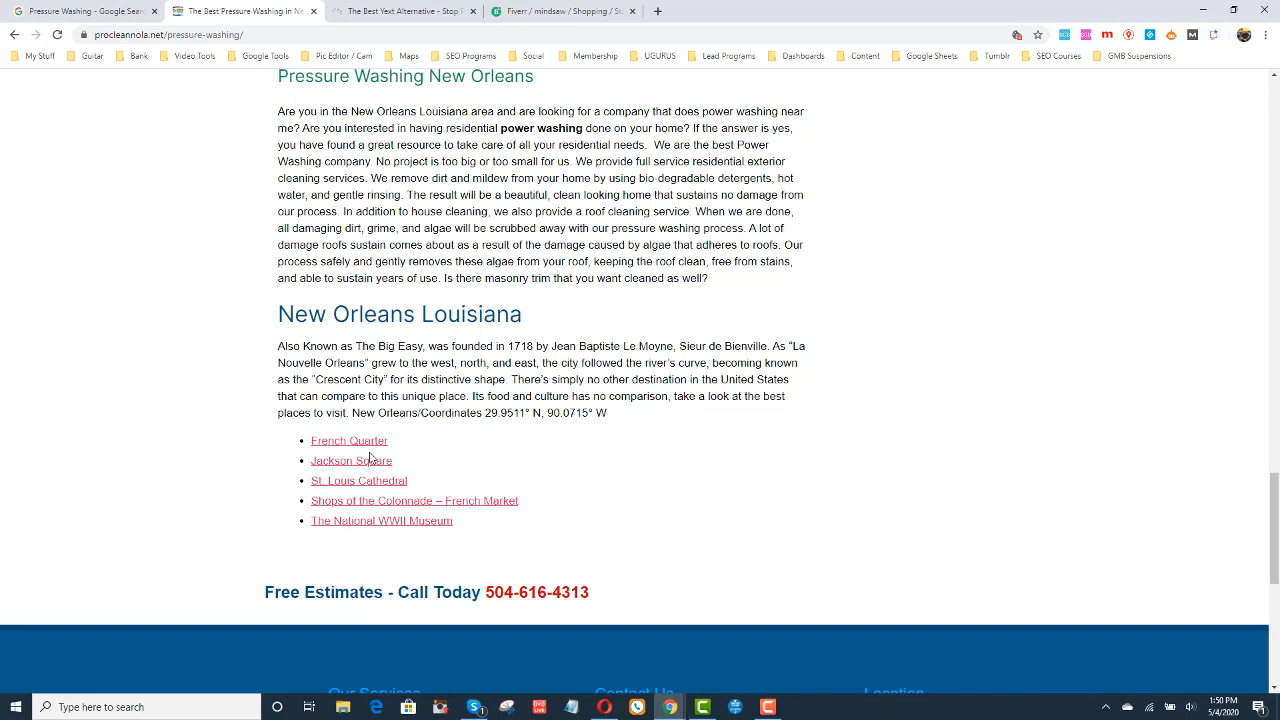 Pressure Washing - Google Sear
The Best Pressure Washing in Ne
The Best Text Alternative - Stop F
Fiverr / mindsaw / Shopping / St
procleannola.net/pressure-washing/
My Stuff Guitar Bank Video Tools Google Tools Pic Editor / Cam Maps SEO Programs Social Membership UGURUS Lead Programs Dashboards Content Google Sheets Tumblr SEO Courses GMB Suspensions
Pressure Washing New Orleans
Are you in the New Orleans Louisiana area and are looking for a company that does power washing near
me? Are you interested in having residential power washing done on your home? If the answer is yes,
you have found a great resource to take care of all your residential needs. We are the best Power
Washing company. No project is too big or too small for us. We provide full service residential exterior
cleaning services. We remove dirt and mildew from your home by using bio-degradable detergents, hot
water, and gentle rinsing. The result will be a beautiful, clean looking home that sustains no damage from
our process. In addition to house cleaning, we also provide a roof cleaning service. When we are done,
all damaging dirt, grime, and algae will be scrubbed away with our pressure washing process. A lot of
damage roofs sustain comes about as a result of the damage caused by algae that adheres to roofs. Our
process safely and gently removes these algae from your roof, keeping the roof clean, free from stains,
and able to sustain years of use. Is there masonry trim that you want cleaned as well?
New Orleans Louisiana
Also Known as The Big Easy, was founded in 1718 by Jean Baptiste Le Moyne, Sieur de Bienville. As “La
Nouvelle Orleans” grew to the west, north, and east, the city followed the river’s curve, becoming known
as the “Crescent City” for its distinctive shape. There’s simply no other destination in the United States
that can compare to this unique place. Its food and culture has no comparison, take a look at the best
places to visit. New Orleans/Coordinates 29.9511° N, 90.0715° W
French Quarter
Jackson Square
St. Louis Cathedral
Shops of the Colonnade – French Market
The National WWII Museum
Free Estimates - Call Today 504-616-4313
Our Services Contact Us Location
Type here to search
1:50 PM
5/4/2020